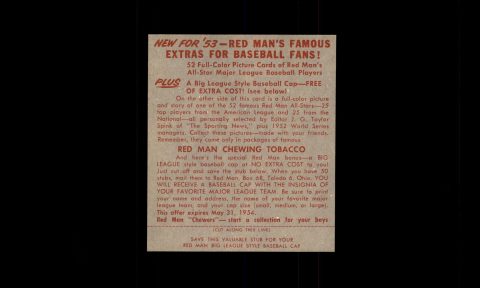 NEW FOR '53—RED MAN'S FAMOUS
EXTRAS FOR BASEBALL FANS!
52 Full-Color Picture Cards of Red Man's
All-Star Major League Baseball Players
PLUS A Big League Style Baseball Cap—FREE
OF EXTRA COST! (see below)
On the other side of this card is a full-color picture
and story of one of the 52 famous Red Man All-Stars—25
top players from the American League and 25 from the
National—all personally selected by Editor J. G. Taylor
Spink of "The Sporting News," plus 1952 World Series
managers. Collect these pictures—trade with your friends.
Remember, they come only in packages of famous
RED MAN CHEWING TOBACCO
And here's the special Red Man bonus—a BIG
LEAGUE style baseball cap at NO EXTRA COST to you!
Just cut off and save the stub below. When you have 50
stubs, mail them to Red Man, Box 68, Toledo 6, Ohio. YOU
WILL RECEIVE A BASEBALL CAP WITH THE INSIGNIA OF
YOUR FAVORITE MAJOR LEAGUE TEAM. Be sure to print
your name and address, the name of your favorite major
league team, and your cap size (small, medium, or large).
This offer expires May 31, 1954.
Red Man "Chewers"—start a collection for your boys
(CUT ALONG THIS LINE)
SAVE THIS VALUABLE STUB FOR YOUR
RED MAN BIG LEAGUE STYLE BASEBALL CAP